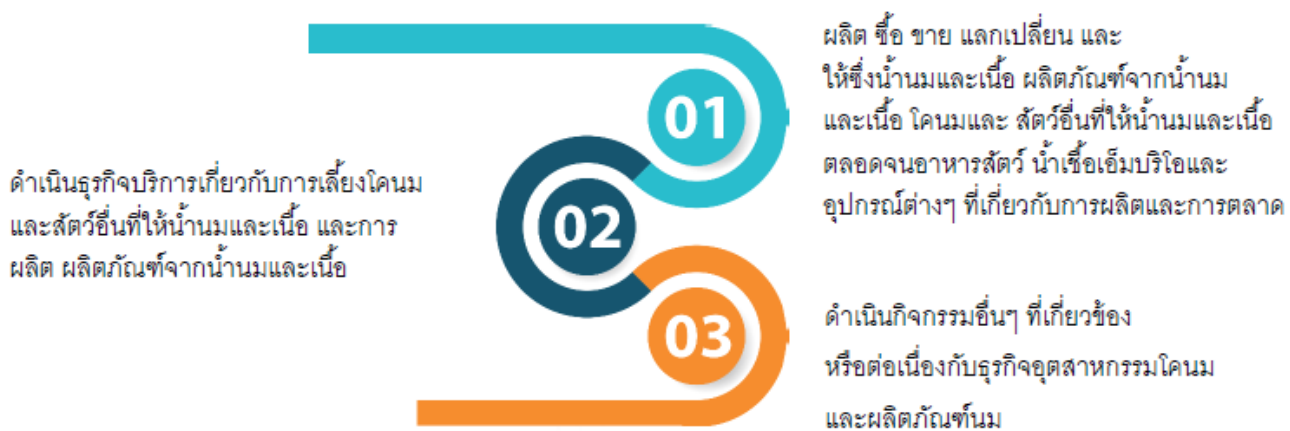 01
ผลิต ซื้อ ขาย แลกเปลี่ยน และ
ให้ซึ่งน้ำนมและเนื้อ ผลิตภัณฑ์จากน้ำนม
และเนื้อ โคนมและ สัตว์อื่นที่ให้น้ำนมและเนื้อ
ตลอดจนอาหารสัตว์ น้ำเชื้อเอ็มบริโอและ
อุปกรณ์ต่างๆ ที่เกี่ยวกับการผลิตและการตลาด
02
ดำเนินธุรกิจบริการเกี่ยวกับการเลี้ยงโคนม
และสัตว์อื่นที่ให้น้ำนมและเนื้อ และการ
ผลิต ผลิตภัณฑ์จากน้ำนมและเนื้อ
03
ดำเนินกิจกรรมอื่นๆ ที่เกี่ยวข้อง
หรือต่อเนื่องกับธุรกิจอุตสาหกรรมโคนม
และผลิตภัณฑ์นม